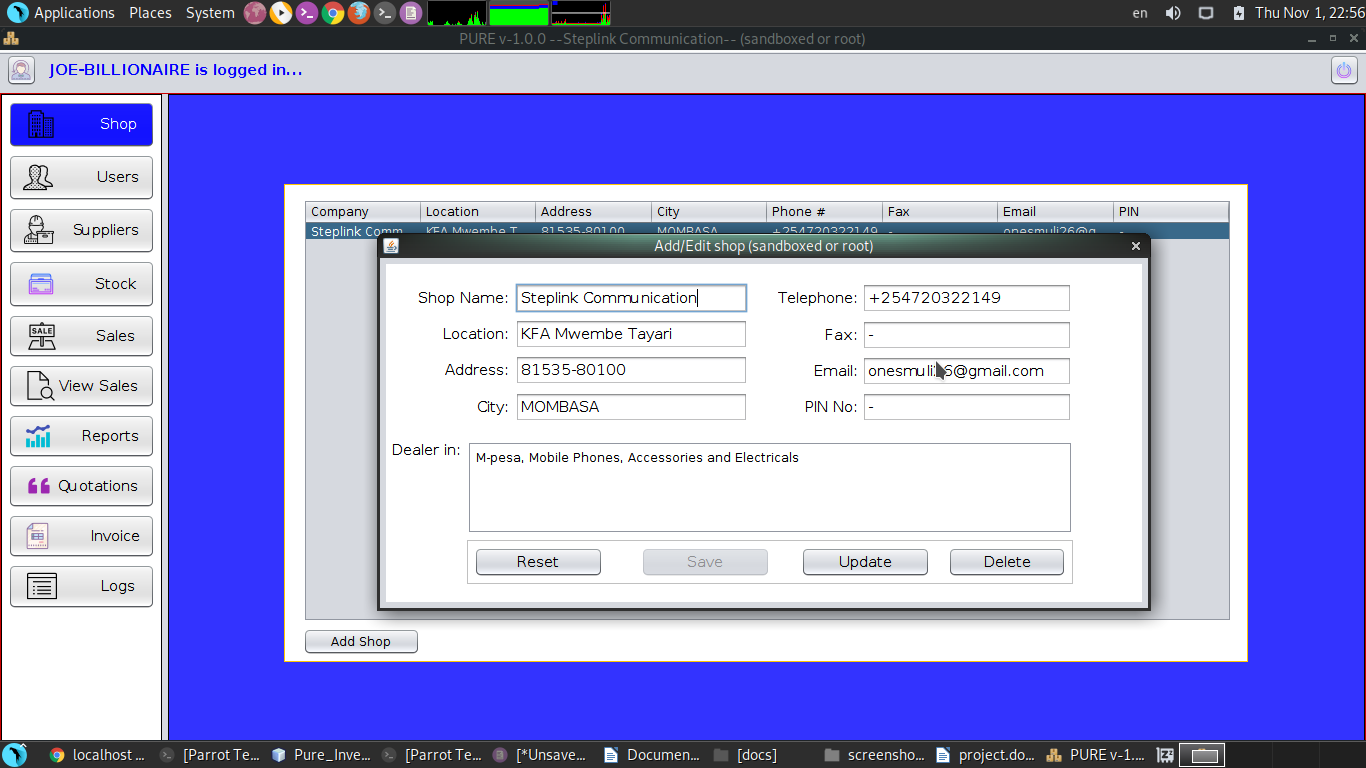 Applications Places System en Thu Nov 1, 22:56
PURE v-1.0.0 --Steplink Communication-- (sandboxed or root)
JOE-BILLIONAIRE is logged in...
Shop
Users
Suppliers
Stock
SALE
Sales
View Sales
Reports
Quotations
Invoice
Logs
Company Location Address City Phone # Fax Email PIN
Steplink Comm... KFA Mwembe T... 81535-80100 MOMBASA +254720322149 - onesmuli26@g... -
Add/Edit shop (sandboxed or root)
Shop Name: Steplink Communication Telephone: +254720322149
Location: KFA Mwembe Tayari Fax: -
Address: 81535-80100 Email: onesmuli26@gmail.com
City: MOMBASA PIN No: -
Dealer in: M-pesa, Mobile Phones, Accessories and Electricals
Reset Save Update Delete
Add Shop
localhost ... [Parrot Te... Pure_Inve... [Parrot Te... [*Unsave... Documen... [docs] screensho... project.do... PURE v-1....